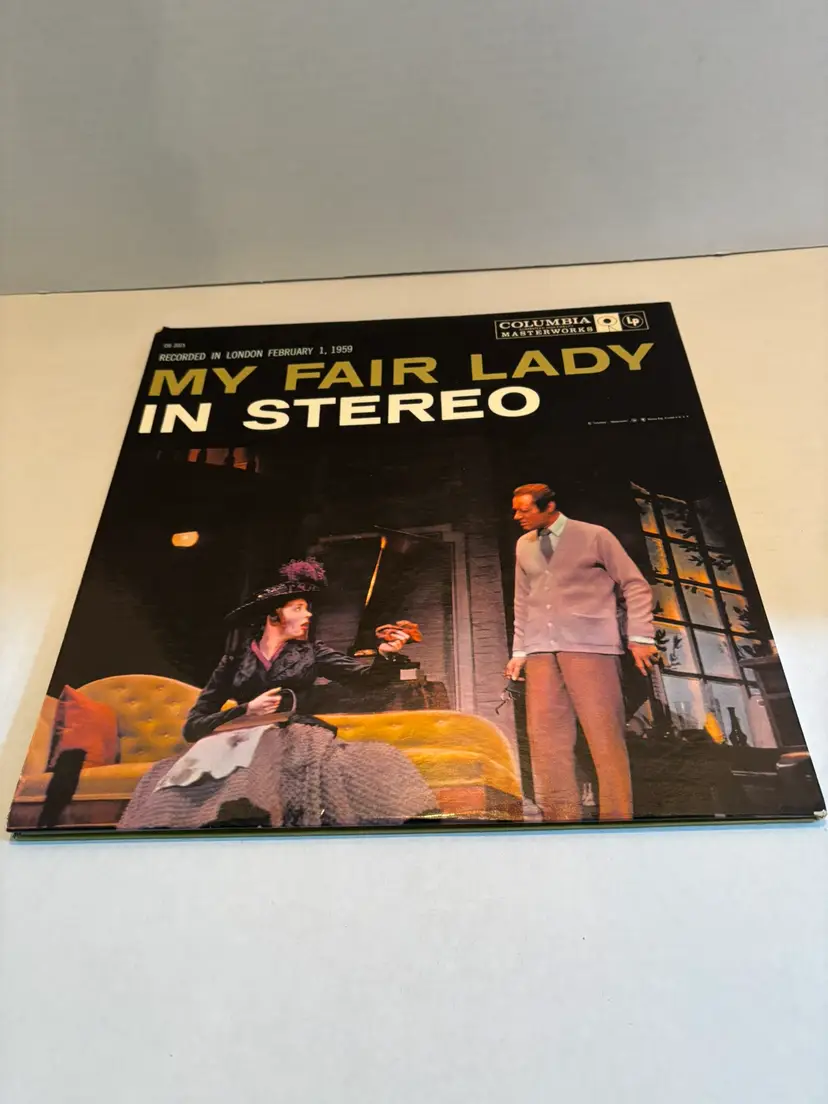 COLUMBIA
MASTERWORKS
Lp
RECORDED IN LONDON FEBRUARY 1, 1959
MY FAIR LADY
IN STEREO